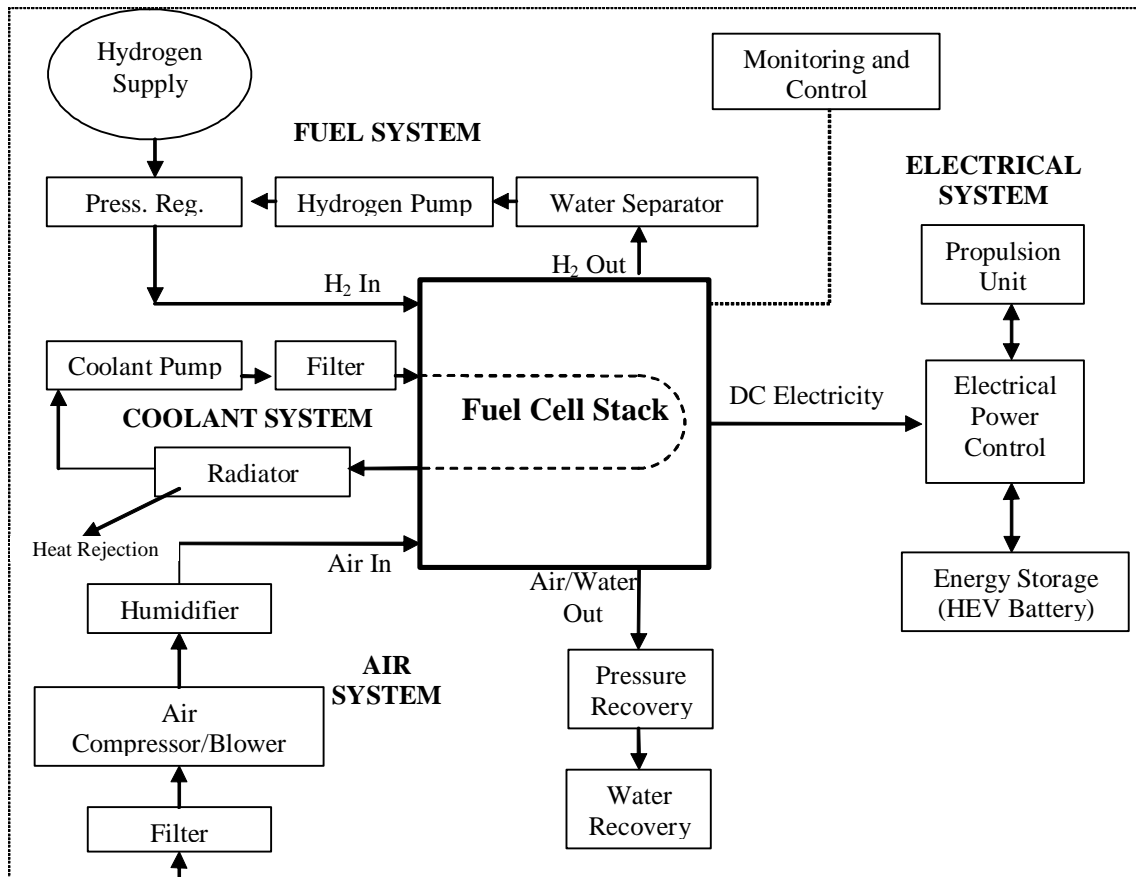 Hydrogen
Supply
Monitoring and
Control
FUEL SYSTEM
ELECTRICAL
SYSTEM
Press. Reg.
Hydrogen Pump
Water Separator
H₂ In
H₂ Out
Propulsion
Unit
Coolant Pump
Filter
COOLANT SYSTEM
Radiator
Heat Rejection
Fuel Cell Stack
DC Electricity
Electrical
Power
Control
Energy Storage
(HEV Battery)
Air In
Air/Water
Out
Humidifier
AIR
SYSTEM
Air
Compressor/Blower
Filter
Pressure
Recovery
Water
Recovery